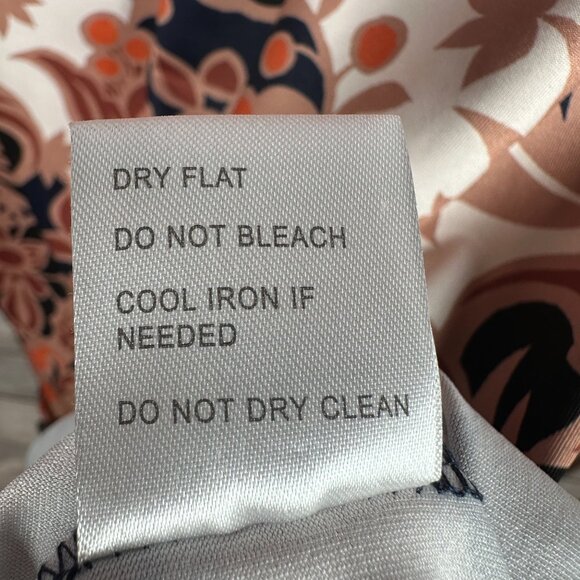 DRY FLAT
DO NOT BLEACH
COOL IRON IF
NEEDED
DO NOT DRY CLEAN